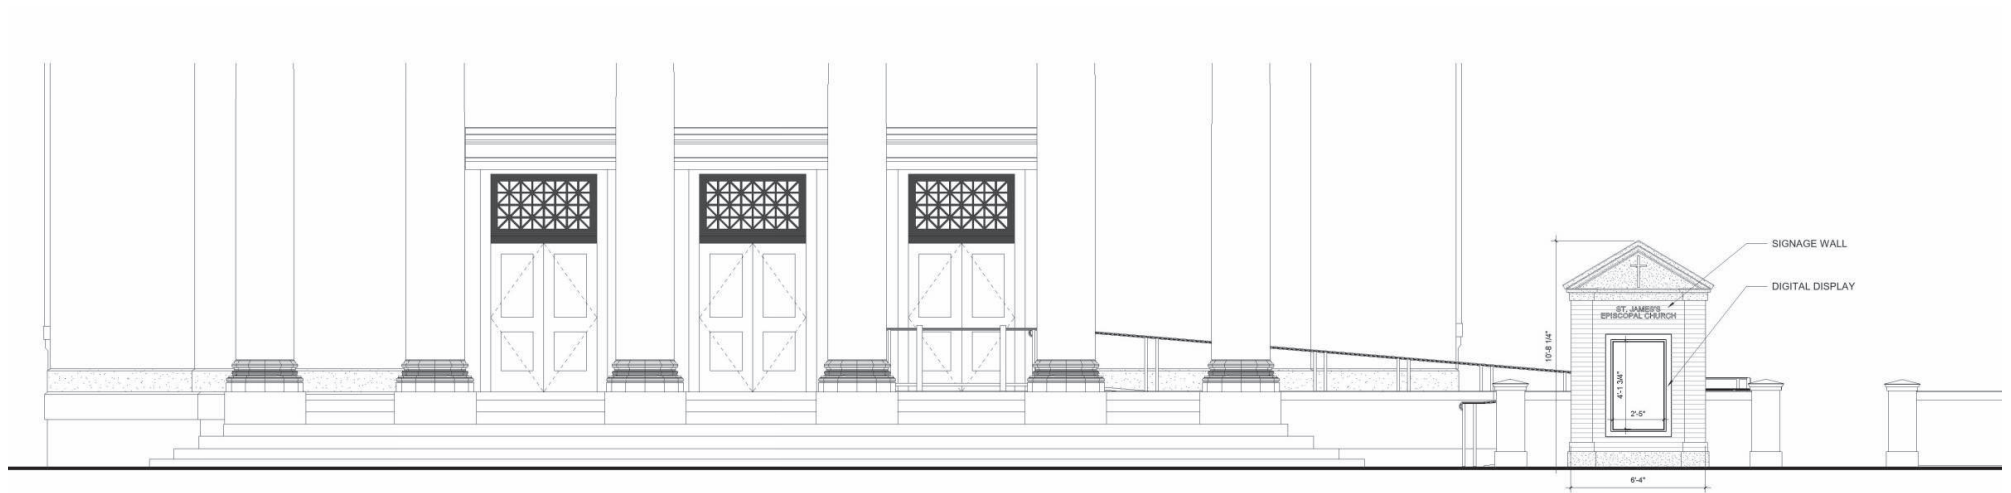 SIGNAGE WALL
DIGITAL DISPLAY
ST. JAMES'S
EPISCOPAL CHURCH
10'-8 1/4"
4'-1 3/4"
2'-5"
6'-4"